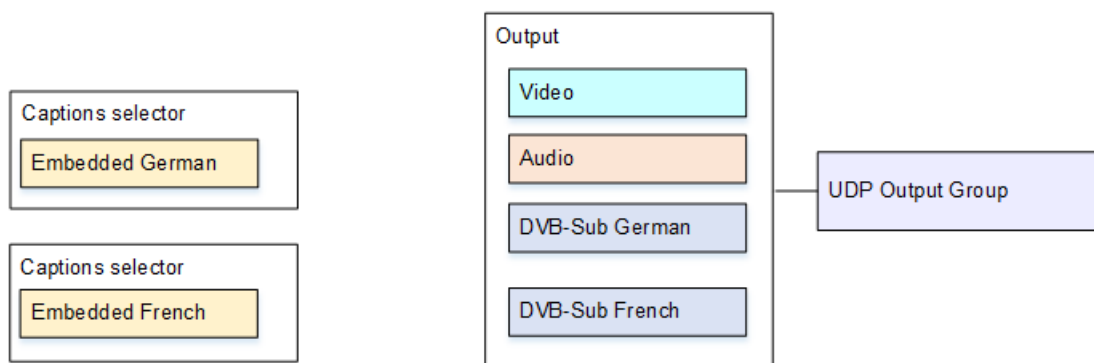 Captions selector
Embedded German
Captions selector
Embedded French
Output
Video
Audio
DVB-Sub German
DVB-Sub French
UDP Output Group